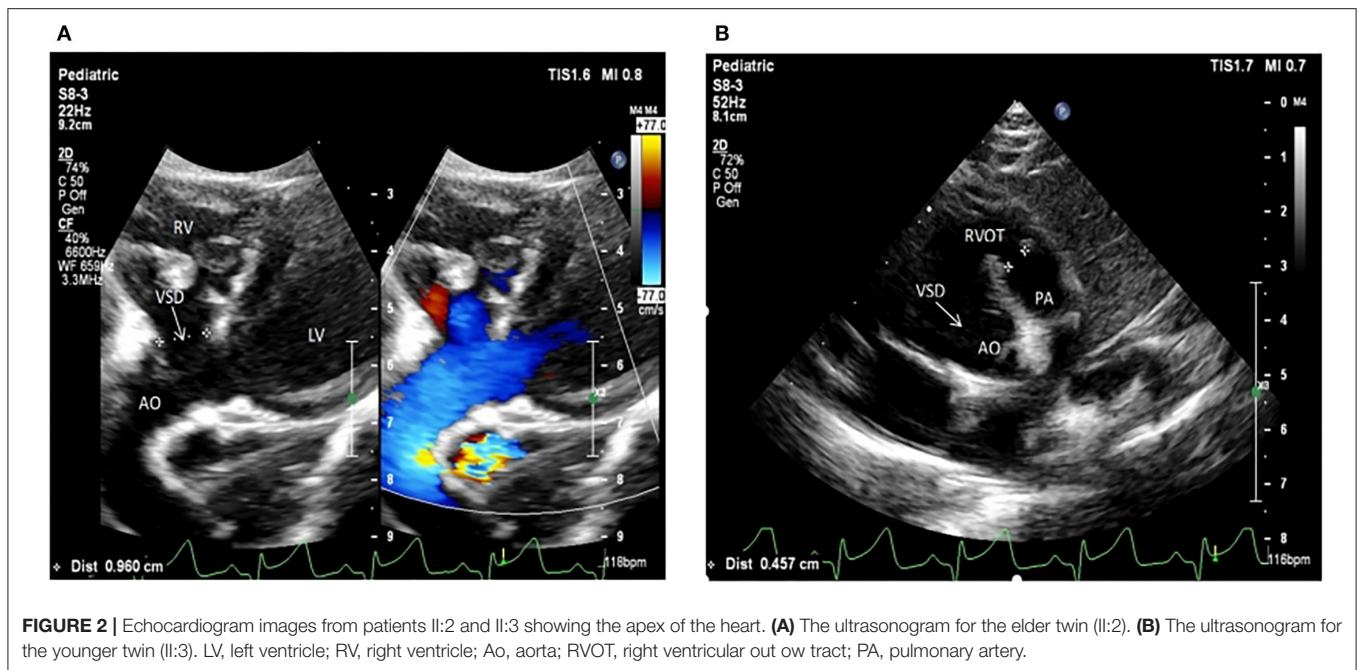 A
Pediatric
TIS1.6 MI 0.8
S8-3
22Hz
9.2cm
M4 M4
+77.0
2D
74%
C 50
P Off
Gen
CF
40%
6600Hz
WF 659Hz
3.3MHz
-77.0
cm/s
P
RV
VSD
LV
AO
3
4
5
6
7
8
9
X3
Dist 0.960 cm
118bpm
B
Pediatric
TIS1.7 MI 0.7
S8-3
52Hz
8.1cm
M4
2D
72%
C 50
P Off
Gen
P
RVOT
VSD
PA
AO
0
1
2
3
4
5
6
7
8
X3
Dist 0.457 cm
116bpm
FIGURE 2 | Echocardiogram images from patients II:2 and II:3 showing the apex of the heart. (A) The ultrasonogram for the elder twin (II:2). (B) The ultrasonogram for
the younger twin (II:3). LV, left ventricle; RV, right ventricle; Ao, aorta; RVOT, right ventricular out ow tract; PA, pulmonary artery.